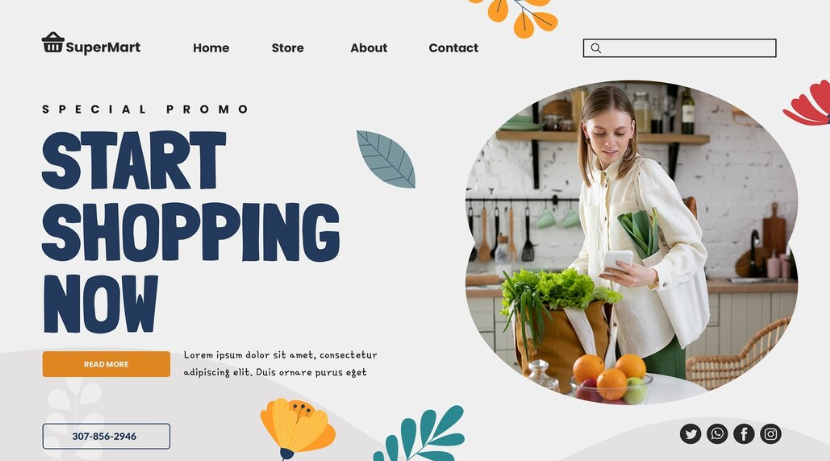 SuperMart
Home
Store
About
Contact
SPECIAL PROMO
START
SHOPPING
NOW
READ MORE
Lorem ipsum dolor sit amet, consectetur
adipiscing elit. Duis ornare purus eget
307-856-2946